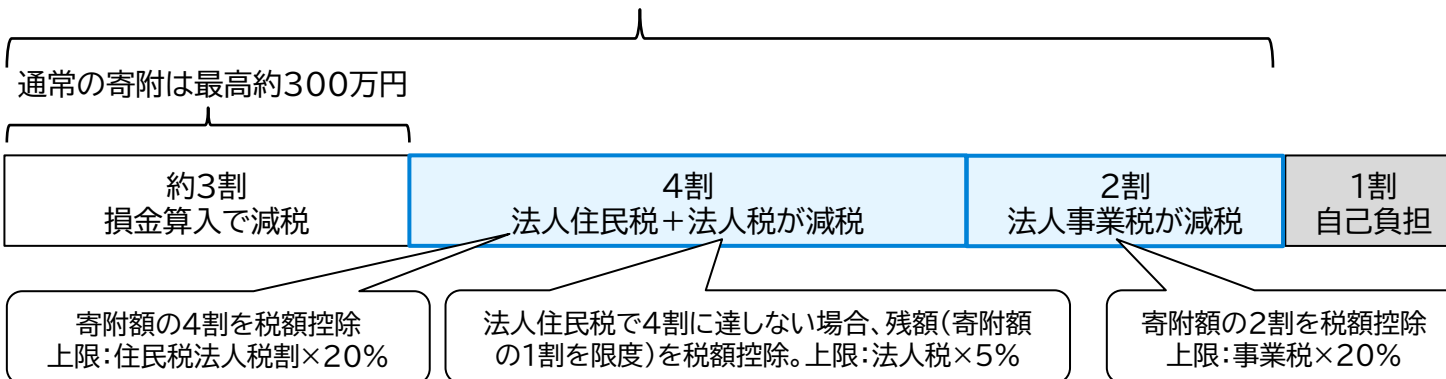 通常の寄附は最高約300万円
約3割
損金算入で減税
4割
法人住民税＋法人税が減税
2割
法人事業税が減税
1割
自己負担
寄附額の4割を税額控除
上限：住民税法人税割×20%
法人住民税で4割に達しない場合、残額（寄附額
の1割を限度）を税額控除。上限：法人税×5%
寄附額の2割を税額控除
上限：事業税×20%